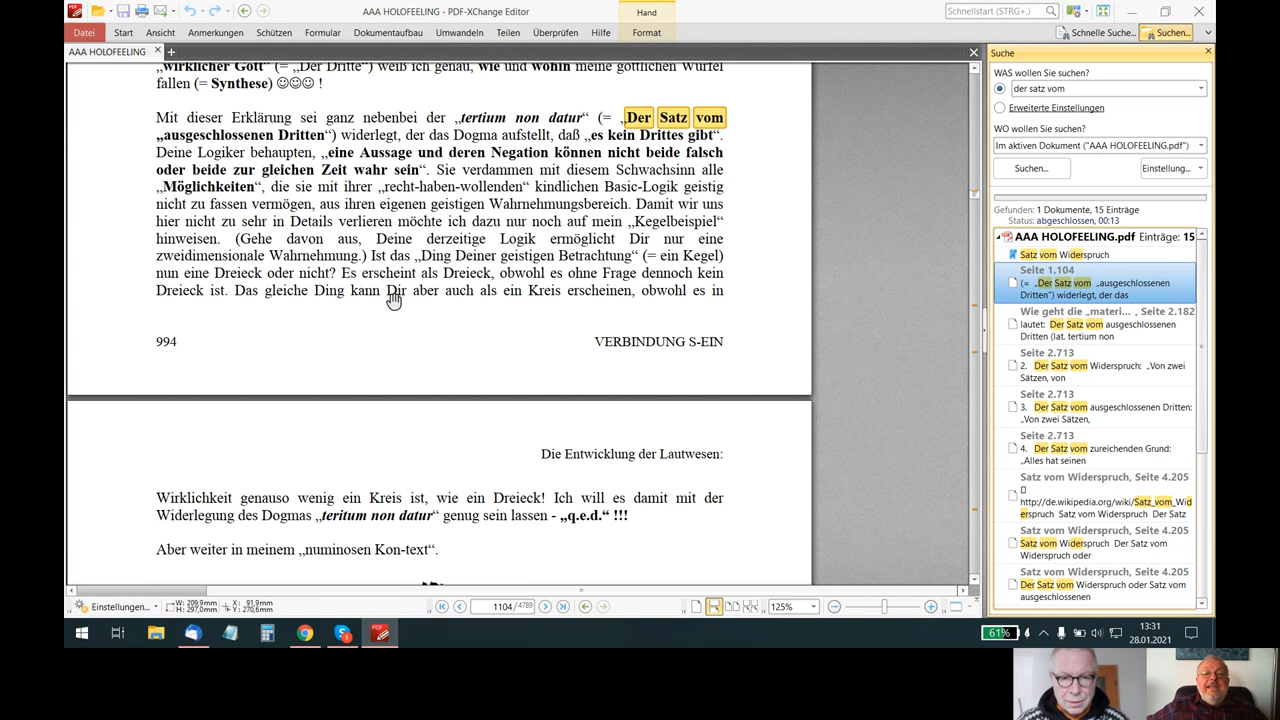 AAA HOLOFEELING - PDF-XChange Editor
Hand
Schnellstart (STRG+.)
Datei Start Ansicht Anmerkungen Schützen Formular Dokumentaufbau Umwandeln Teilen Überprüfen Hilfe Format
Schnelle Suche... Suchen...
AAA HOLOFEELING
„wirklicher Gott“ (= „Der Dritte“) weiß ich genau, wie und wohin meine göttlichen Würfel
fallen (= Synthese) ☺☺☺ !
Mit dieser Erklärung sei ganz nebenbei der „tertium non datur“ (= „Der Satz vom
„ausgeschlossenen Dritten“) widerlegt, der das Dogma aufstellt, daß „es kein Drittes gibt“.
Deine Logiker behaupten, „eine Aussage und deren Negation können nicht beide falsch
oder beide zur gleichen Zeit wahr sein“. Sie verdammen mit diesem Schwachsinn alle
„Möglichkeiten“, die sie mit ihrer „recht-haben-wollenden“ kindlichen Basic-Logik geistig
nicht zu fassen vermögen, aus ihren eigenen geistigen Wahrnehmungsbereich. Damit wir uns
hier nicht zu sehr in Details verlieren möchte ich dazu nur noch auf mein „Kegelbeispiel“
hinweisen. (Gehe davon aus, Deine derzeitige Logik ermöglicht Dir nur eine
zweidimensionale Wahrnehmung.) Ist das „Ding Deiner geistigen Betrachtung“ (= ein Kegel)
nun eine Dreieck oder nicht? Es erscheint als Dreieck, obwohl es ohne Frage dennoch kein
Dreieck ist. Das gleiche Ding kann Dir aber auch als ein Kreis erscheinen, obwohl es in
994 VERBINDUNG S-EIN
Die Entwicklung der Lautwesen:
Wirklichkeit genauso wenig ein Kreis ist, wie ein Dreieck! Ich will es damit mit der
Widerlegung des Dogmas „teritum non datur“ genug sein lassen - „q.e.d.“ !!!
Aber weiter in meinem „numinosen Kon-text“.
Suche
WAS wollen Sie suchen?
der satz vom
Erweiterte Einstellungen
WO wollen Sie suchen?
Im aktiven Dokument ("AAA HOLOFEELING.pdf")
Suchen... Einstellung...
Gefunden: 1 Dokumente, 15 Einträge
Status: abgeschlossen, 00:13
AAA HOLOFEELING.pdf Einträge: 15
Satz vom Widerspruch
Seite 1.104
(= „Der Satz vom „ausgeschlossenen
Dritten“) widerlegt, der das
Wie geht die „materi... , Seite 2.182
lautet: Der Satz vom ausgeschlossenen
Dritten (lat. tertium non
Seite 2.713
2. Der Satz vom Widerspruch: „Von zwei
Sätzen, von
Seite 2.713
3. Der Satz vom ausgeschlossenen Dritten:
„Von zwei Sätzen,
Seite 2.713
4. Der Satz vom zureichenden Grund:
„Alles hat seinen
Satz vom Widerspruch, Seite 4.205
http://de.wikipedia.org/wiki/Satz_vom_Wid
erspruch Satz vom Widerspruch Der Satz
Satz vom Widerspruch, Seite 4.205
Satz vom Widerspruch Der Satz vom
Widerspruch oder
Satz vom Widerspruch, Seite 4.205
Der Satz vom Widerspruch oder Satz vom
ausgeschlossenen
Einstellungen... W: 209,9mm X: 91,9mm
H: 297,0mm Y: 270,6mm
1104 / 4789
125%
61%
13:31
28.01.2021